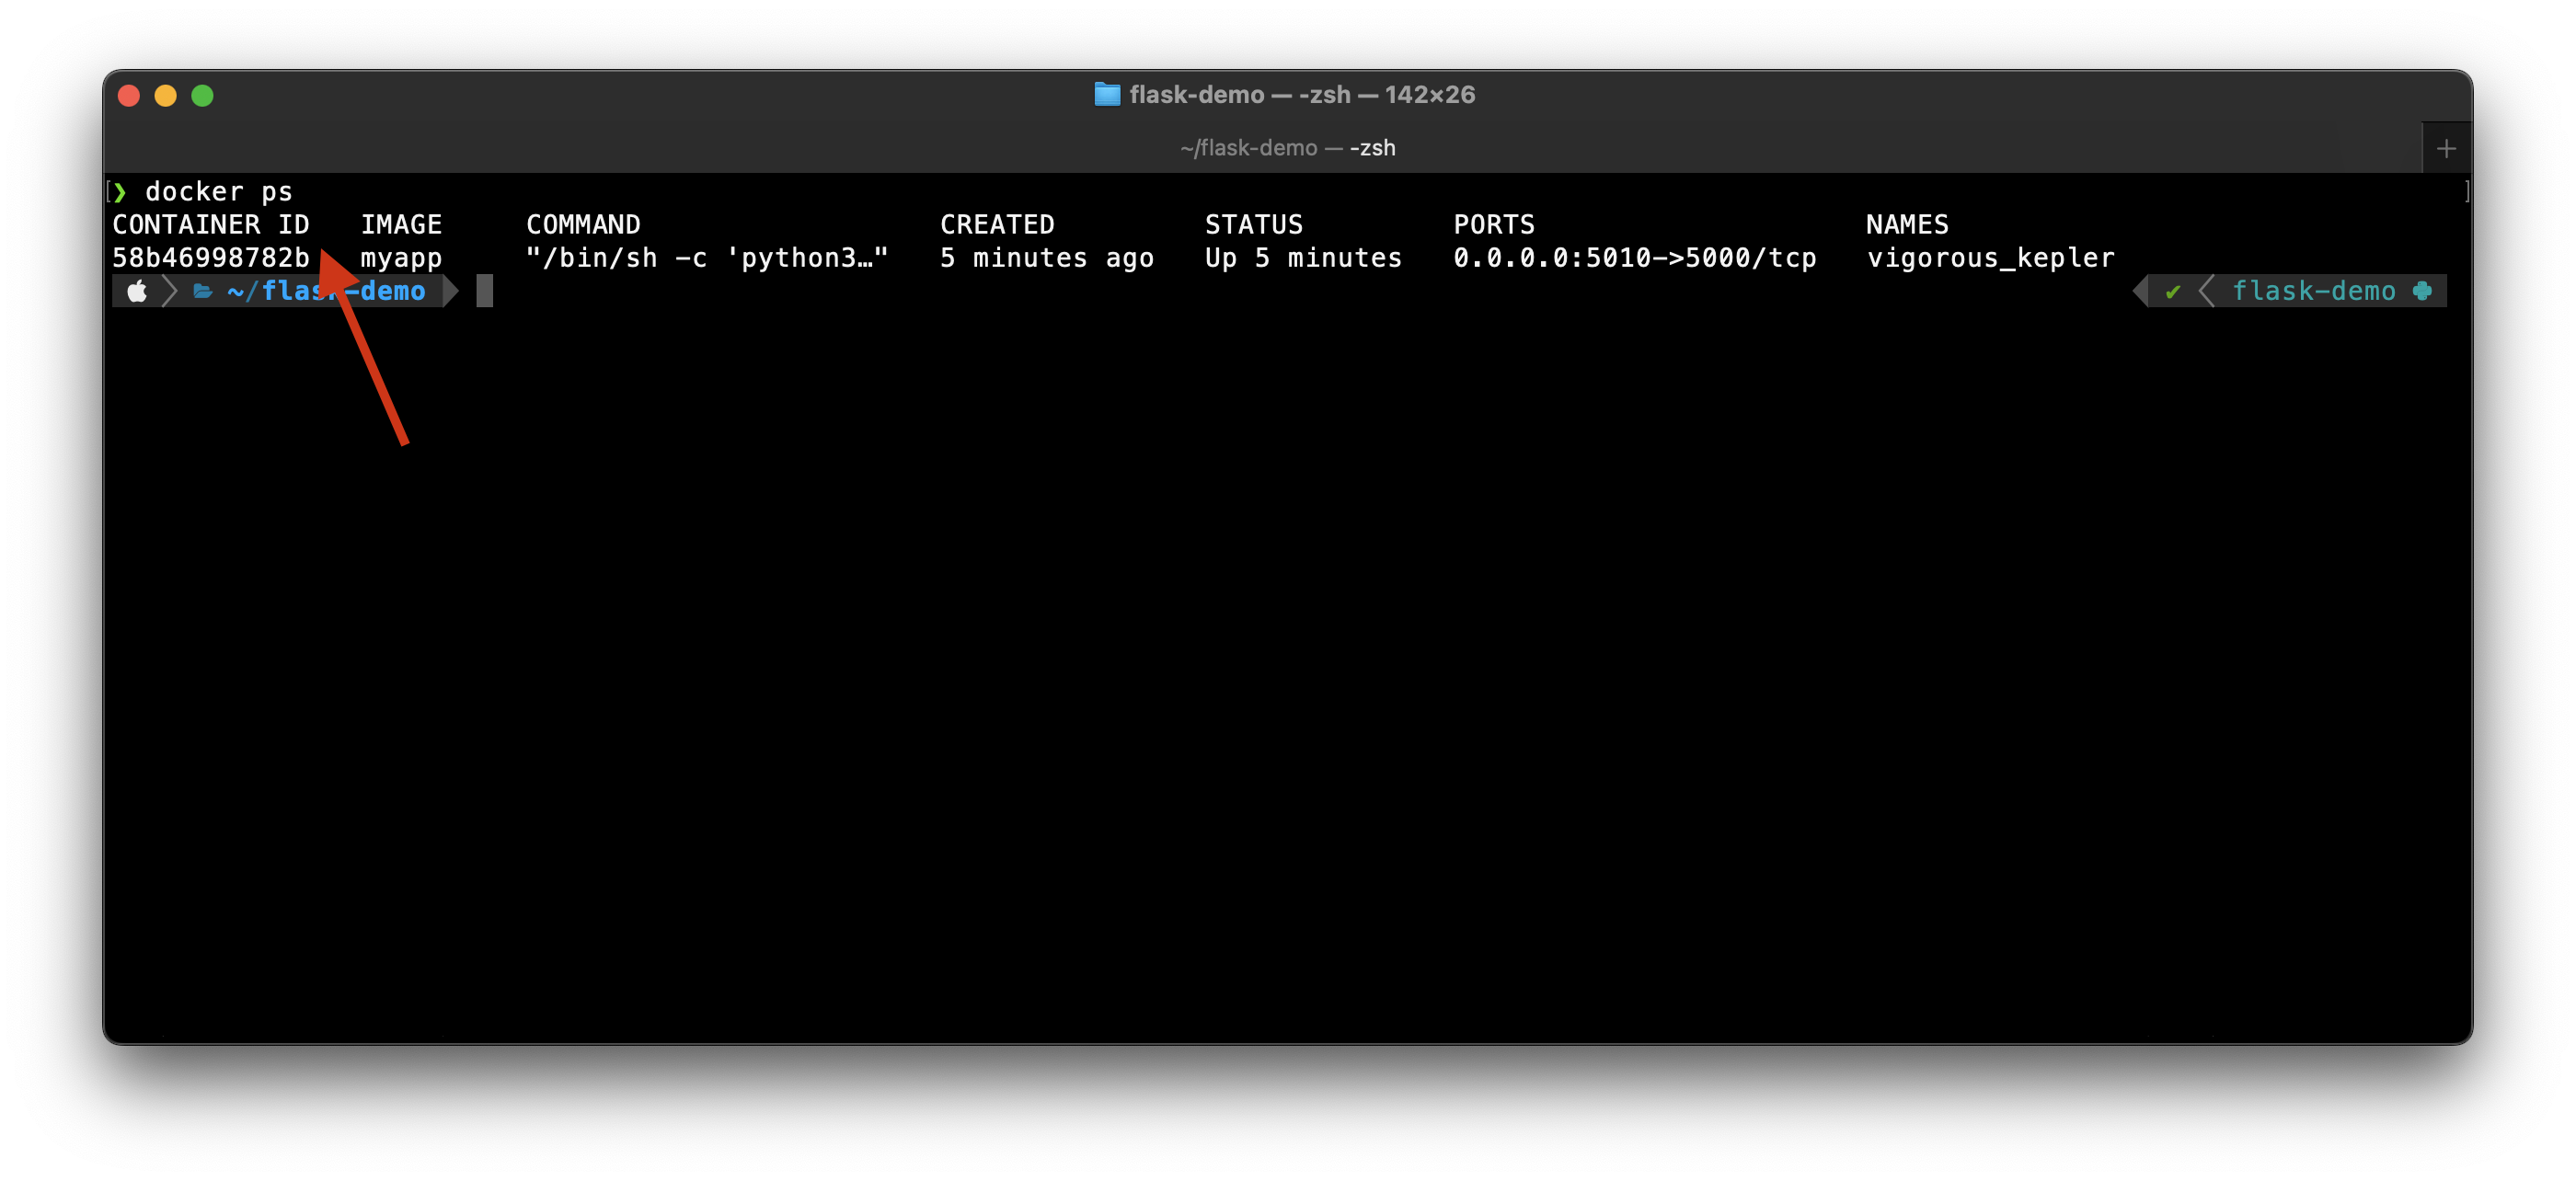 flask-demo — -zsh — 142×26
~/flask-demo — -zsh
[❯ docker ps ]
CONTAINER ID   IMAGE     COMMAND                  CREATED         STATUS         PORTS                    NAMES
58b46998782b   myapp     "/bin/sh -c 'python3…"   5 minutes ago   Up 5 minutes   0.0.0.0:5010->5000/tcp   vigorous_kepler
~/flask-demo ✔ flask-demo